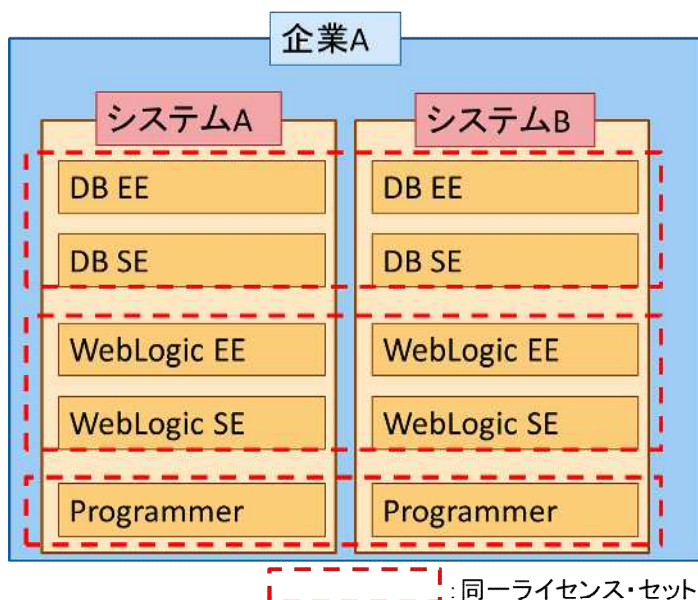 企業A
システムA
システムB
DB EE
DB EE
DB SE
DB SE
WebLogic EE
WebLogic EE
WebLogic SE
WebLogic SE
Programmer
Programmer
:同一ライセンス・セット